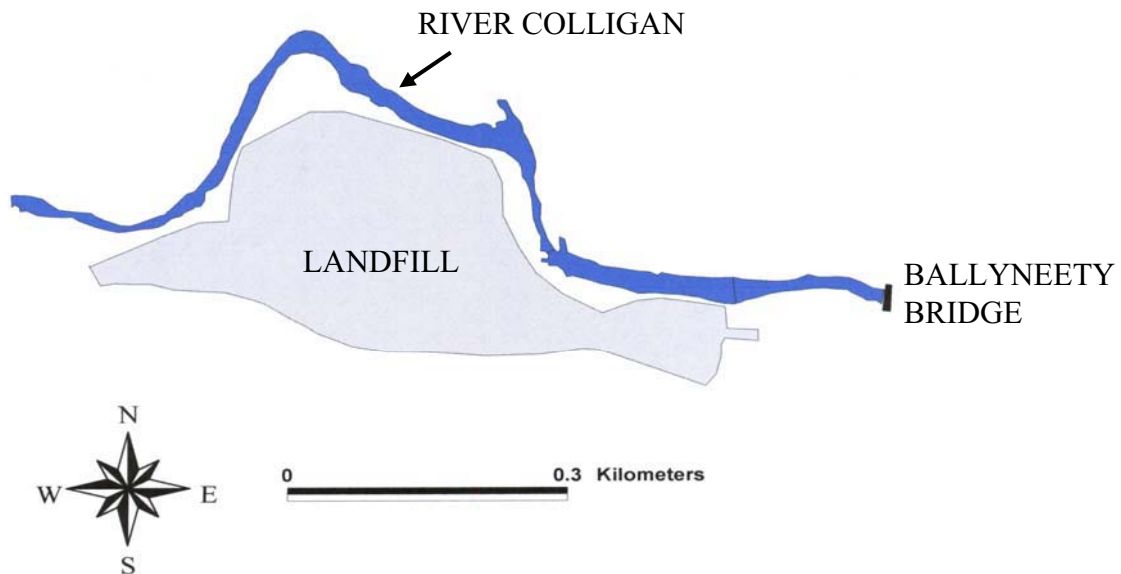 RIVER COLLIGAN
LANDFILL
BALLYNEETY
BRIDGE
N
W E
S
0 0.3 Kilometers